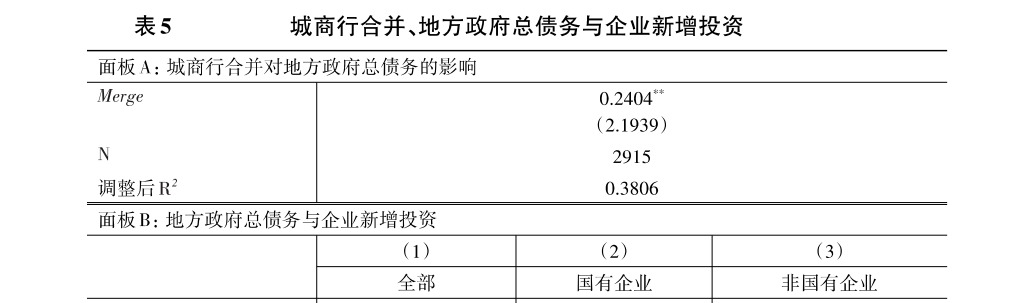 表5 城商行合并、地方政府总债务与企业新增投资
面板A：城商行合并对地方政府总债务的影响
Merge 0.2404**
(2.1939)
N 2915
调整后R² 0.3806
面板B：地方政府总债务与企业新增投资
(1) (2) (3)
全部 国有企业 非国有企业